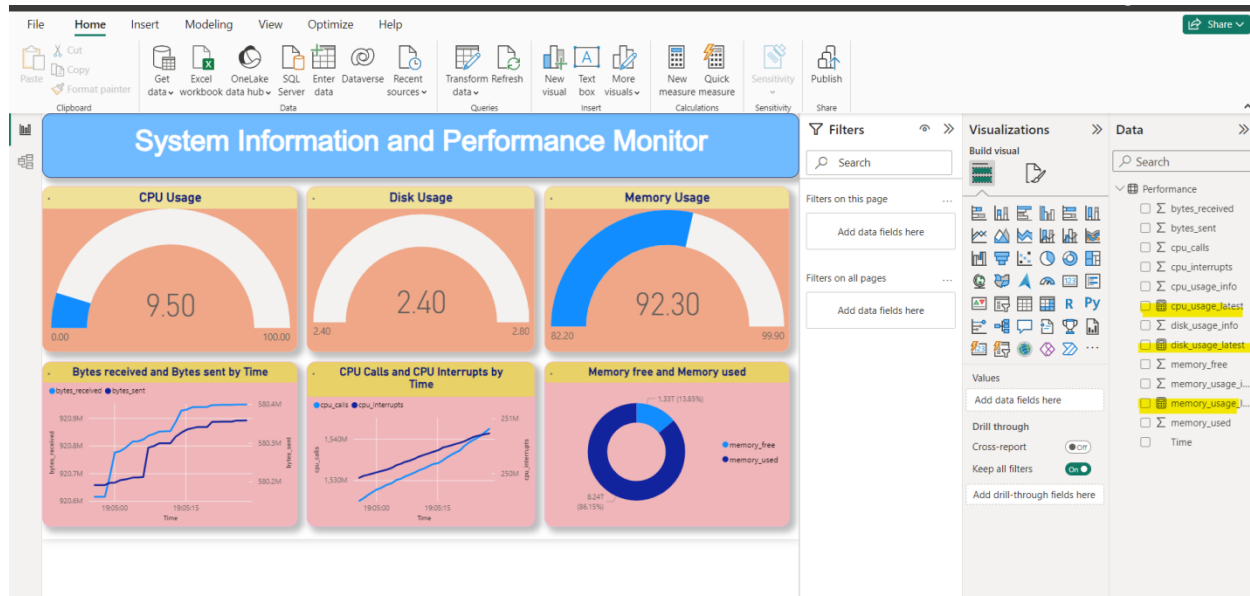 File Home Insert Modeling View Optimize Help
Share
Paste
Cut
Copy
Format painter
Clipboard
Get data
Excel workbook
OneLake data hub
SQL Server
Enter data
Dataverse
Recent sources
Data
Transform data
Refresh
Queries
New visual
Text box
More visuals
Insert
New measure
Quick measure
Calculations
Sensitivity
Sensitivity
Publish
Share
System Information and Performance Monitor
CPU Usage
9.50
0.00
100.00
Disk Usage
2.40
2.40
2.80
Memory Usage
92.30
82.20
99.90
Bytes received and Bytes sent by Time
bytes_received bytes_sent
920.9M
920.8M
920.7M
920.6M
bytes_received
580.4M
580.3M
580.2M
bytes_sent
19:05:00 19:05:15
Time
CPU Calls and CPU Interrupts by
Time
cpu_calls cpu_interrupts
1,540M
1,530M
cpu_calls
251M
250M
cpu_interrupts
19:05:00 19:05:15
Time
Memory free and Memory used
1.33T (13.85%)
8.24T
(86.15%)
memory_free
memory_used
Filters
Search
Filters on this page ...
Add data fields here
Filters on all pages ...
Add data fields here
Visualizations
Build visual
123
R Py
...
Values
Add data fields here
Drill through
Cross-report Off
Keep all filters On
Add drill-through fields here
Data
Search
Performance
bytes_received
bytes_sent
cpu_calls
cpu_interrupts
cpu_usage_info
cpu_usage_latest
disk_usage_info
disk_usage_latest
memory_free
memory_usage_i...
memory_usage_l...
memory_used
Time